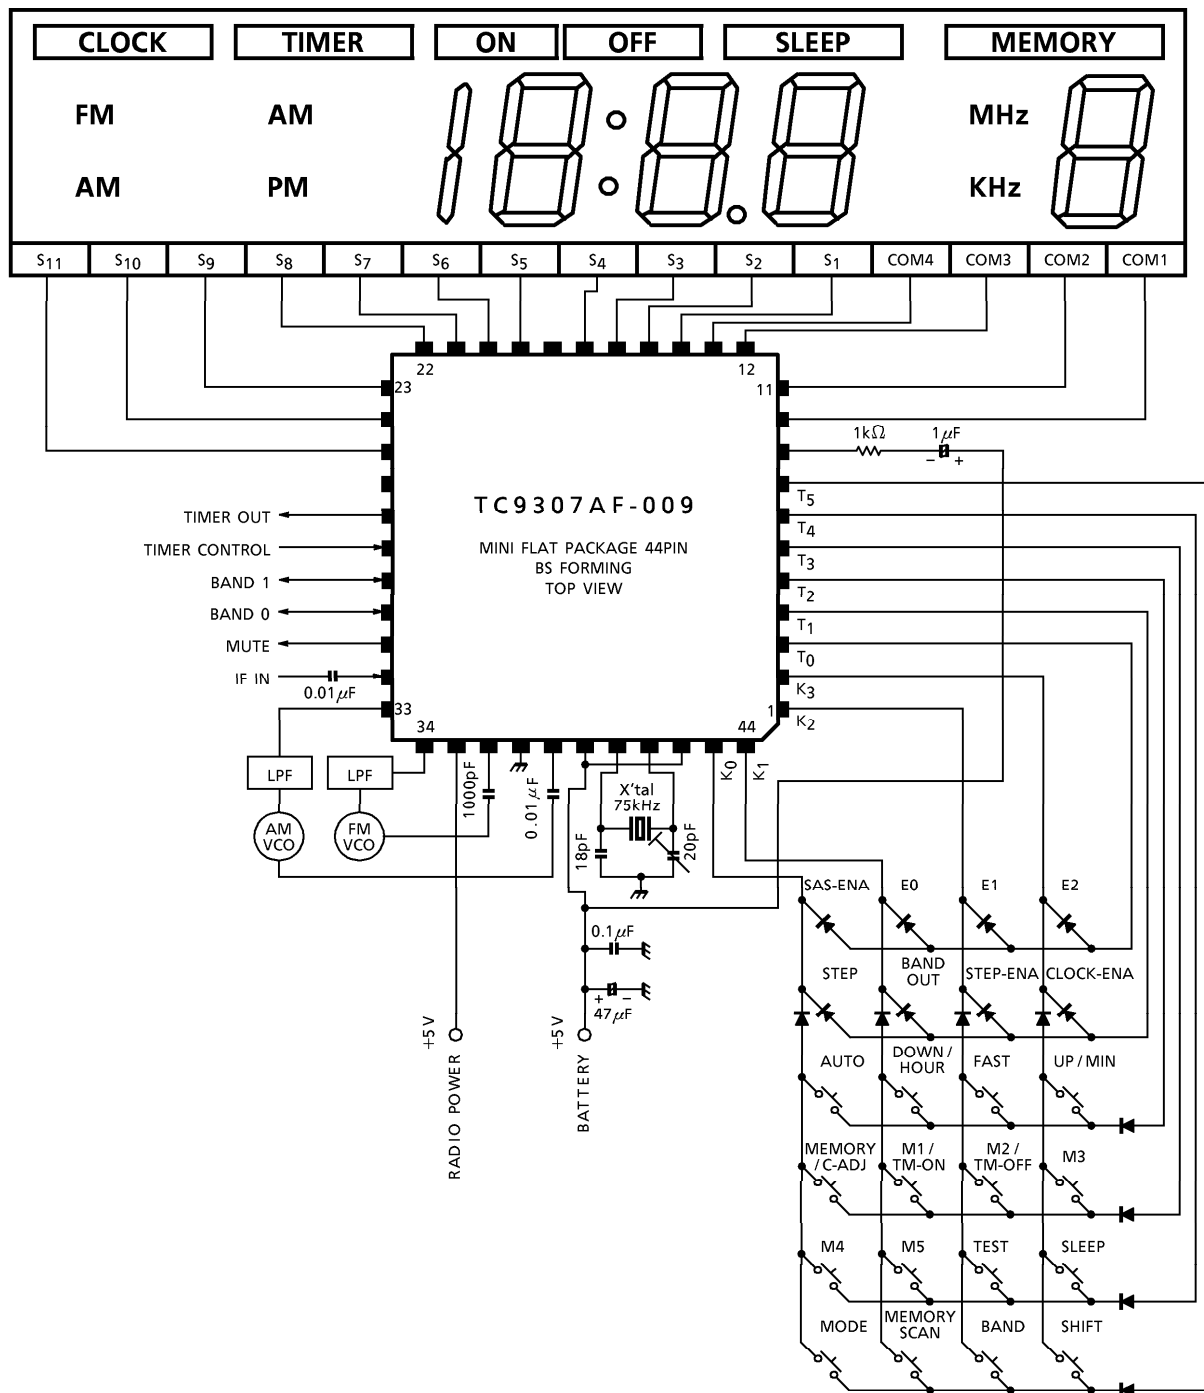 CLOCK TIMER ON OFF SLEEP MEMORY
FM AM MHz
AM PM KHz
S11 S10 S9 S8 S7 S6 S5 S4 S3 S2 S1 COM4 COM3 COM2 COM1
22 12
23 11
1kΩ 1μF
− +
TC9307AF-009
MINI FLAT PACKAGE 44PIN
BS FORMING
TOP VIEW
T5
T4
T3
T2
T1
T0
K3
K2
TIMER OUT
TIMER CONTROL
BAND 1
BAND 0
MUTE
IF IN
0.01μF
33 1
34 44
K0 K1
LPF LPF
1000pF
0.01μF
X'tal
75kHz
AM
VCO
FM
VCO
18pF
20pF
0.1μF
+ −
47μF
+5V
RADIO POWER
+5V
BATTERY
SAS-ENA E0 E1 E2
STEP BAND OUT STEP-ENA CLOCK-ENA
AUTO DOWN/HOUR FAST UP/MIN
MEMORY/C-ADJ M1/TM-ON M2/TM-OFF M3
M4 M5 TEST SLEEP
MODE MEMORY SCAN BAND SHIFT